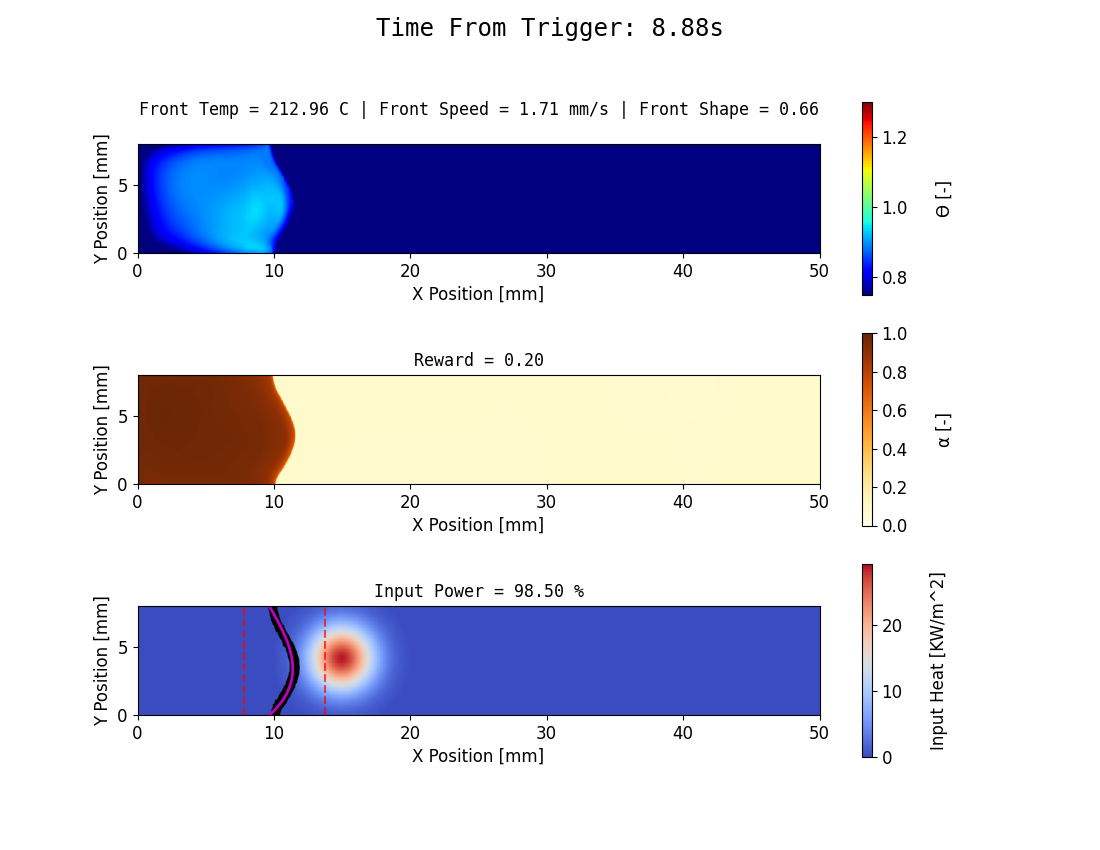 Time From Trigger: 8.88s
Front Temp = 212.96 C | Front Speed = 1.71 mm/s | Front Shape = 0.66
Y Position [mm]
5
0
0 10 20 30 40 50
X Position [mm]
1.2
1.0
0.8
Θ [-]
Reward = 0.20
Y Position [mm]
5
0
0 10 20 30 40 50
X Position [mm]
1.0
0.8
0.6
0.4
0.2
0.0
α [-]
Input Power = 98.50 %
Y Position [mm]
5
0
0 10 20 30 40 50
X Position [mm]
20
10
0
Input Heat [KW/m^2]